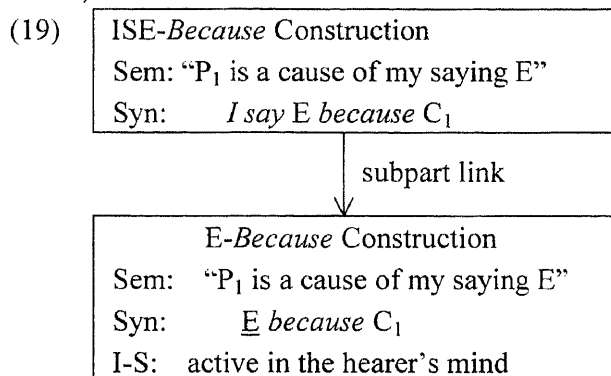 (19) ISE-Because Construction
Sem: “P₁ is a cause of my saying E”
Syn: I say E because C₁
subpart link
E-Because Construction
Sem: “P₁ is a cause of my saying E”
Syn: E because C₁
I-S: active in the hearer’s mind